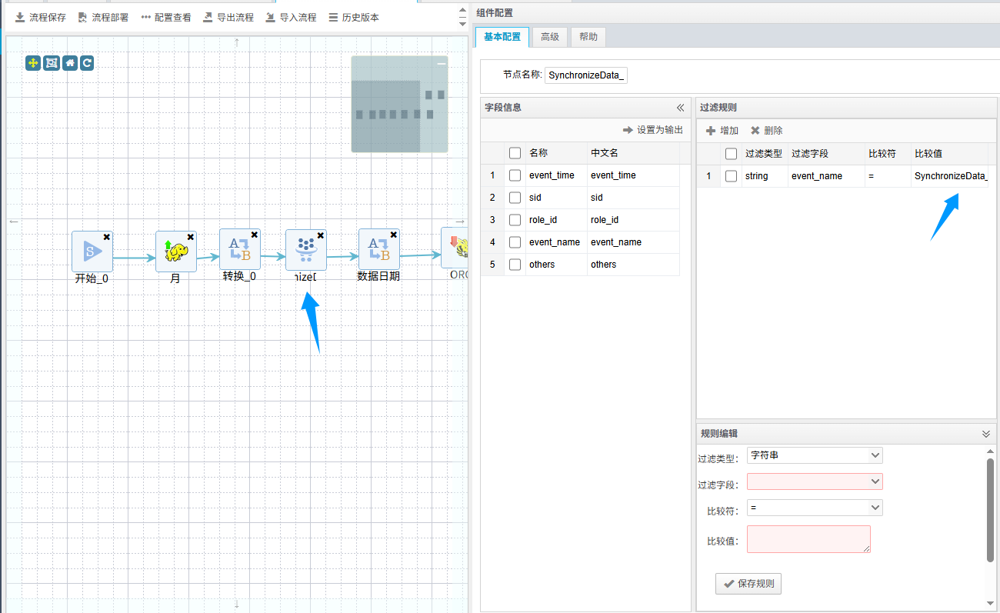 流程保存 流程部署 配置查看 导出流程 导入流程 历史版本
开始_0
月
转换_0
数据日期
组件配置
基本配置 高级 帮助
节点名称: SynchronizeData_
字段信息
设置为输出
名称 中文名
1 event_time event_time
2 sid sid
3 role_id role_id
4 event_name event_name
5 others others
过滤规则
增加 删除
过滤类型 过滤字段 比较符 比较值
1 string event_name = SynchronizeData_
规则编辑
过滤类型: 字符串
过滤字段:
比较符: =
比较值:
保存规则